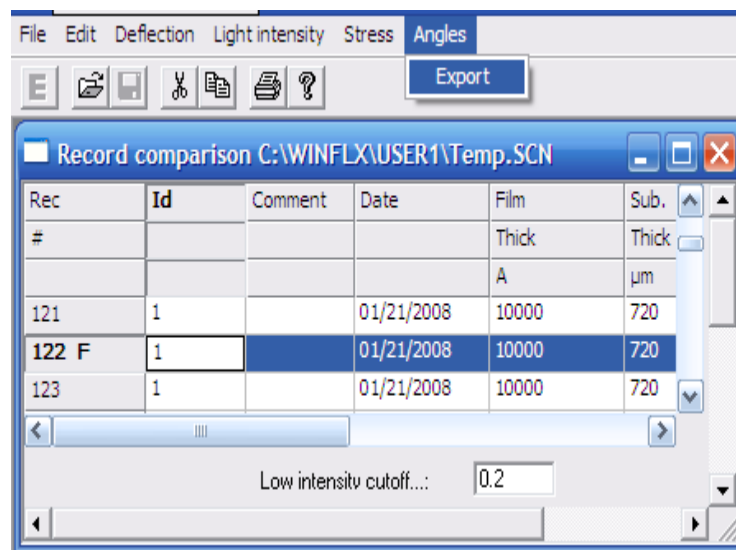 File Edit Deflection Light intensity Stress Angles
Export
E
Record comparison C:\WINFLX\USER1\Temp.SCN
Rec Id Comment Date Film Sub.
# Thick Thick
A µm
121 1 01/21/2008 10000 720
122 F 1 01/21/2008 10000 720
123 1 01/21/2008 10000 720
Low intensity cutoff...: 0.2